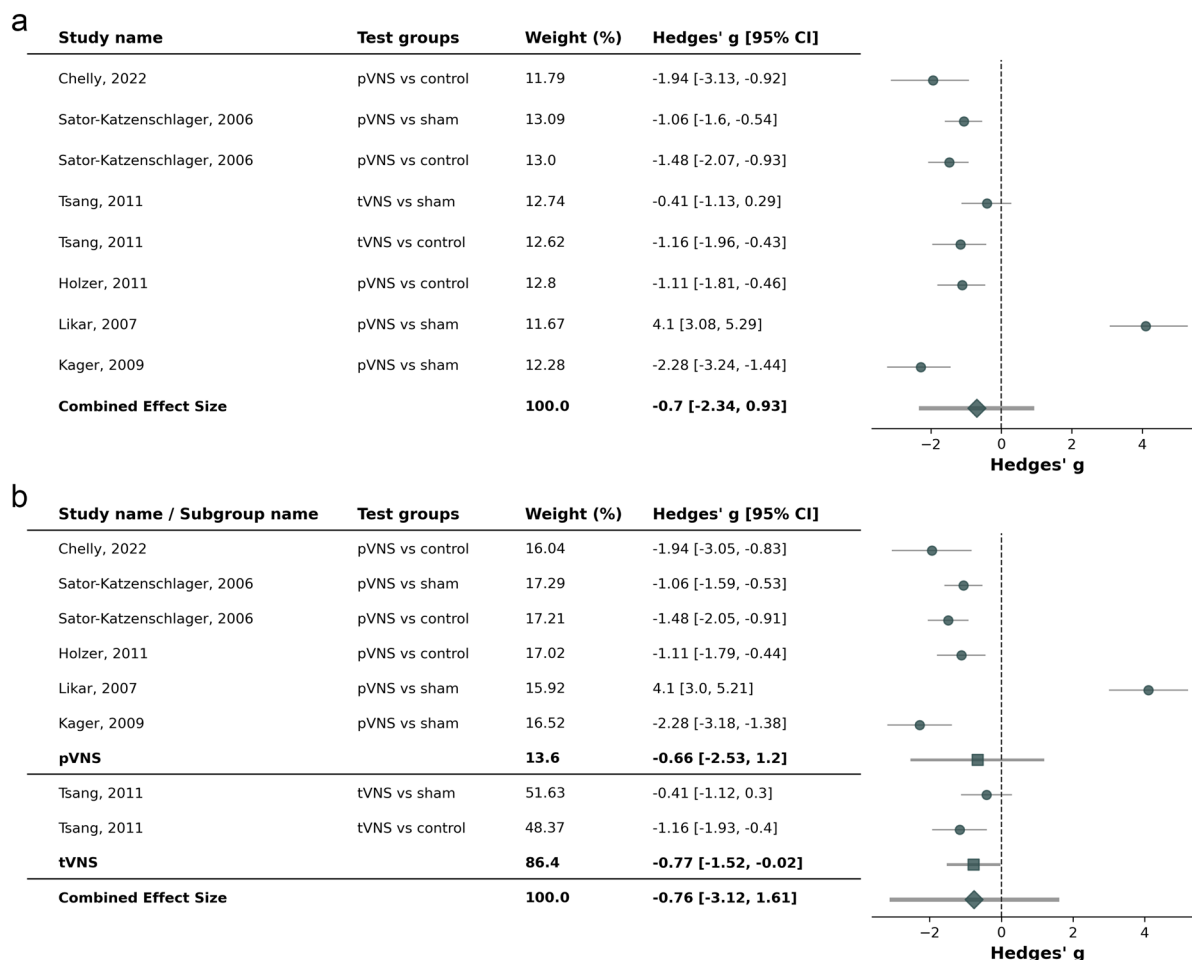 a
Study name Test groups Weight (%) Hedges' g [95% CI]
Chelly, 2022 pVNS vs control 11.79 -1.94 [-3.13, -0.92]
Sator-Katzenschlager, 2006 pVNS vs sham 13.09 -1.06 [-1.6, -0.54]
Sator-Katzenschlager, 2006 pVNS vs control 13.0 -1.48 [-2.07, -0.93]
Tsang, 2011 tVNS vs sham 12.74 -0.41 [-1.13, 0.29]
Tsang, 2011 tVNS vs control 12.62 -1.16 [-1.96, -0.43]
Holzer, 2011 pVNS vs control 12.8 -1.11 [-1.81, -0.46]
Likar, 2007 pVNS vs sham 11.67 4.1 [3.08, 5.29]
Kager, 2009 pVNS vs sham 12.28 -2.28 [-3.24, -1.44]
Combined Effect Size 100.0 -0.7 [-2.34, 0.93]
−2 0 2 4
Hedges' g
b
Study name / Subgroup name Test groups Weight (%) Hedges' g [95% CI]
Chelly, 2022 pVNS vs control 16.04 -1.94 [-3.05, -0.83]
Sator-Katzenschlager, 2006 pVNS vs sham 17.29 -1.06 [-1.59, -0.53]
Sator-Katzenschlager, 2006 pVNS vs control 17.21 -1.48 [-2.05, -0.91]
Holzer, 2011 pVNS vs control 17.02 -1.11 [-1.79, -0.44]
Likar, 2007 pVNS vs sham 15.92 4.1 [3.0, 5.21]
Kager, 2009 pVNS vs sham 16.52 -2.28 [-3.18, -1.38]
pVNS 13.6 -0.66 [-2.53, 1.2]
Tsang, 2011 tVNS vs sham 51.63 -0.41 [-1.12, 0.3]
Tsang, 2011 tVNS vs control 48.37 -1.16 [-1.93, -0.4]
tVNS 86.4 -0.77 [-1.52, -0.02]
Combined Effect Size 100.0 -0.76 [-3.12, 1.61]
−2 0 2 4
Hedges' g